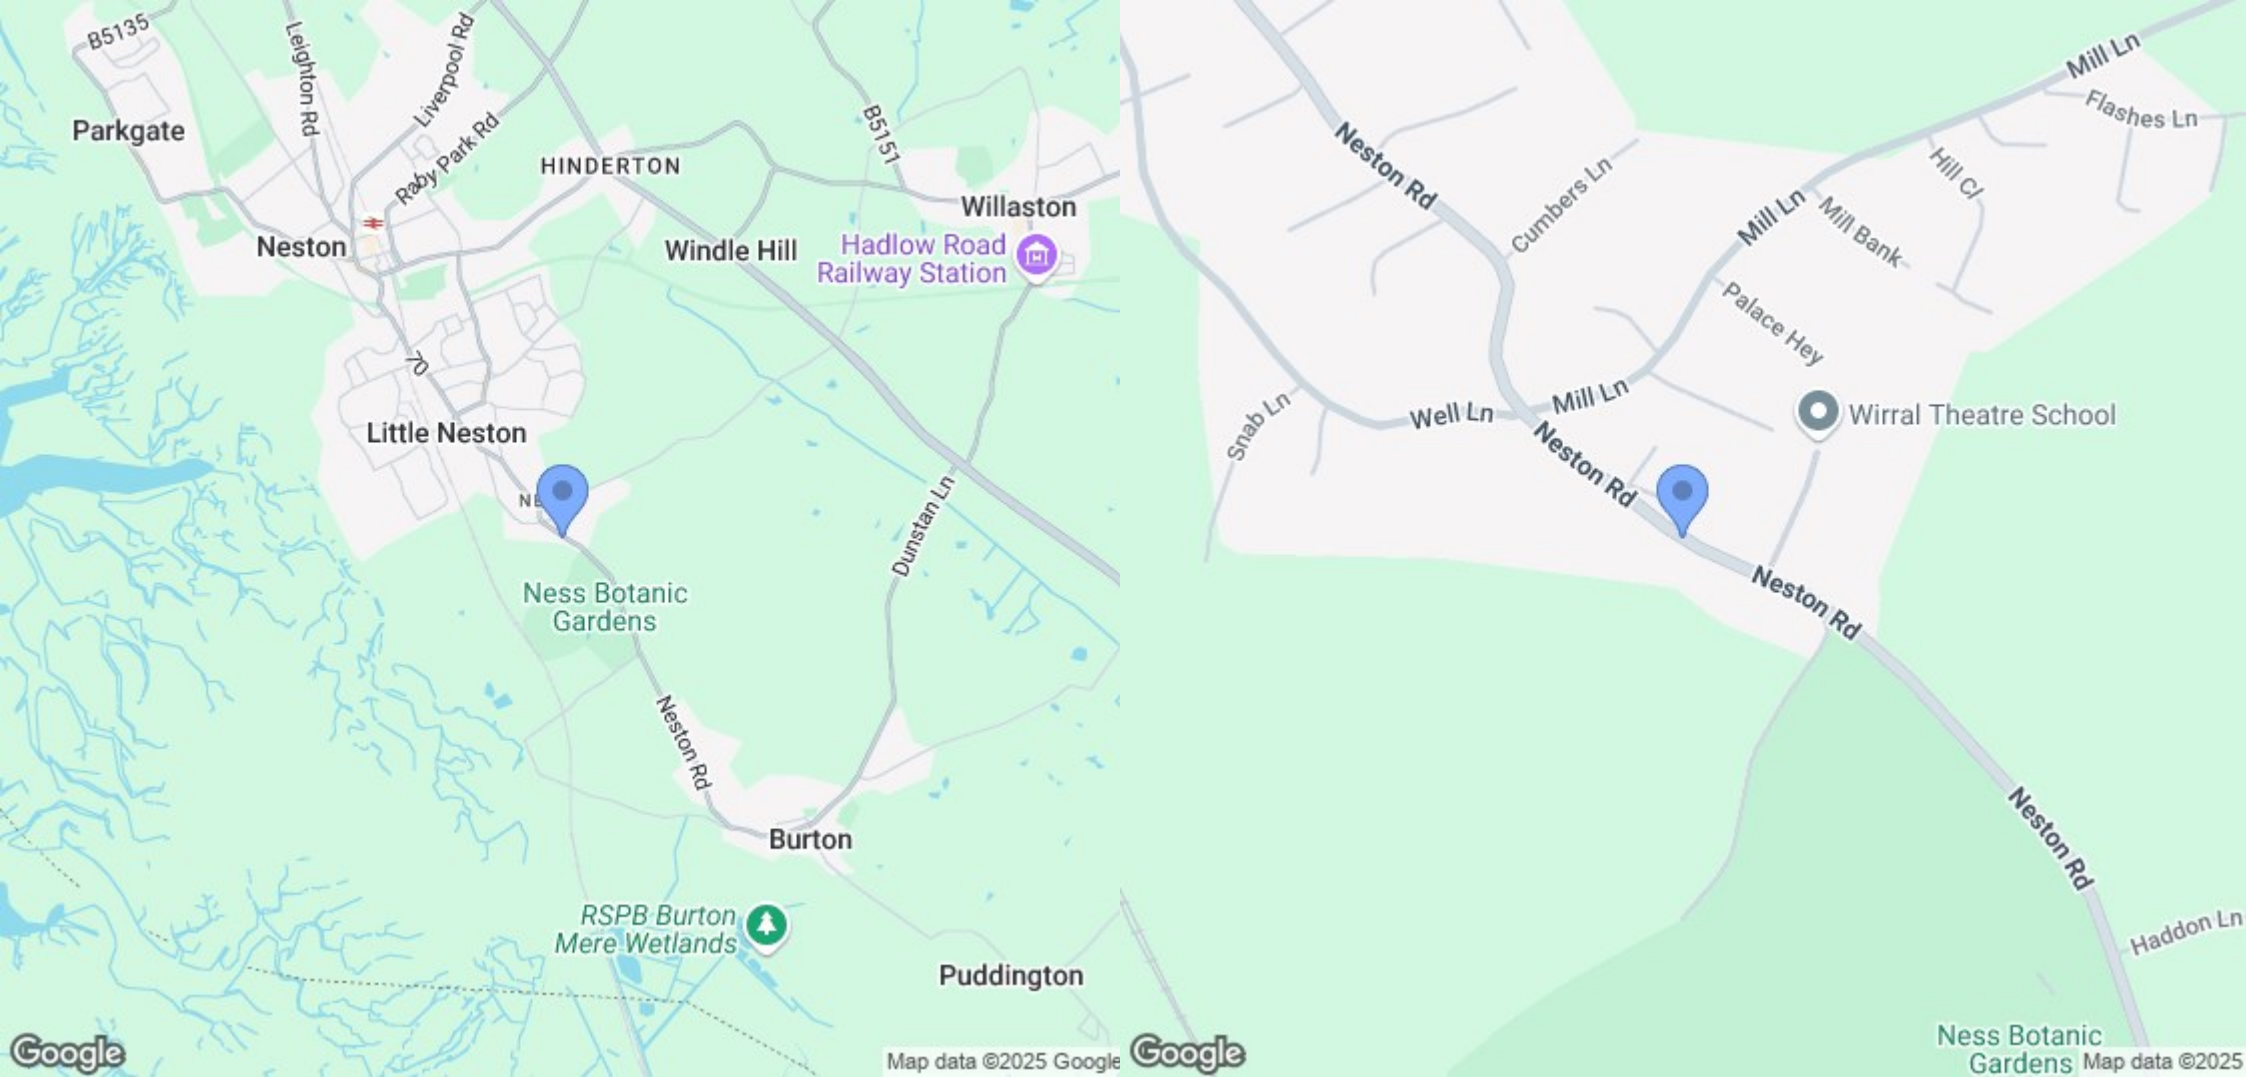 B5135
Leighton Rd
Liverpool Rd
Parkgate
Raby Park Rd
HINDERTON
B5151
Willaston
Neston
Windle Hill
Hadlow Road
Railway Station
70
Little Neston
Dunstan Ln
Ness Botanic
Gardens
Neston Rd
Burton
RSPB Burton
Mere Wetlands
Puddington
Google
Map data ©2025 Google
Mill Ln
Flashes Ln
Neston Rd
Cumbers Ln
Hill Cl
Mill Ln
Mill Bank
Palace Hey
Snab Ln
Well Ln
Mill Ln
Wirral Theatre School
Neston Rd
Neston Rd
Neston Rd
Haddon Ln
Ness Botanic
Gardens
Google
Map data ©2025